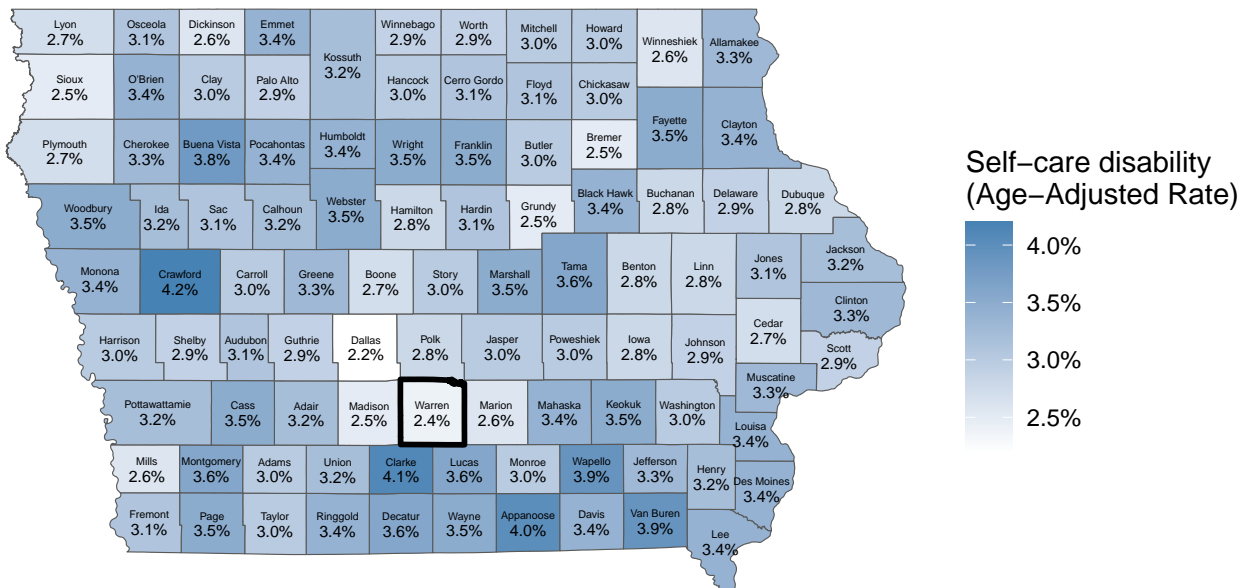 Lyon
2.7%
Osceola
3.1%
Dickinson
2.6%
Emmet
3.4%
Kossuth
3.2%
Winnebago
2.9%
Worth
2.9%
Mitchell
3.0%
Howard
3.0%
Winneshiek
2.6%
Allamakee
3.3%
Sioux
2.5%
O'Brien
3.4%
Clay
3.0%
Palo Alto
2.9%
Hancock
3.0%
Cerro Gordo
3.1%
Floyd
3.1%
Chickasaw
3.0%
Fayette
3.5%
Clayton
3.4%
Plymouth
2.7%
Cherokee
3.3%
Buena Vista
3.8%
Pocahontas
3.4%
Humboldt
3.4%
Wright
3.5%
Franklin
3.5%
Butler
3.0%
Bremer
2.5%
Woodbury
3.5%
Ida
3.2%
Sac
3.1%
Calhoun
3.2%
Webster
3.5%
Hamilton
2.8%
Hardin
3.1%
Grundy
2.5%
Black Hawk
3.4%
Buchanan
2.8%
Delaware
2.9%
Dubuque
2.8%
Monona
3.4%
Crawford
4.2%
Carroll
3.0%
Greene
3.3%
Boone
2.7%
Story
3.0%
Marshall
3.5%
Tama
3.6%
Benton
2.8%
Linn
2.8%
Jones
3.1%
Jackson
3.2%
Clinton
3.3%
Harrison
3.0%
Shelby
2.9%
Audubon
3.1%
Guthrie
2.9%
Dallas
2.2%
Polk
2.8%
Jasper
3.0%
Poweshiek
3.0%
Iowa
2.8%
Johnson
2.9%
Cedar
2.7%
Scott
2.9%
Muscatine
3.3%
Pottawattamie
3.2%
Cass
3.5%
Adair
3.2%
Madison
2.5%
Warren
2.4%
Marion
2.6%
Mahaska
3.4%
Keokuk
3.5%
Washington
3.0%
Louisa
3.4%
Mills
2.6%
Montgomery
3.6%
Adams
3.0%
Union
3.2%
Clarke
4.1%
Lucas
3.6%
Monroe
3.0%
Wapello
3.9%
Jefferson
3.3%
Henry
3.2%
Des Moines
3.4%
Fremont
3.1%
Page
3.5%
Taylor
3.0%
Ringgold
3.4%
Decatur
3.6%
Wayne
3.5%
Appanoose
4.0%
Davis
3.4%
Van Buren
3.9%
Lee
3.4%
Self−care disability
(Age−Adjusted Rate)
4.0%
3.5%
3.0%
2.5%